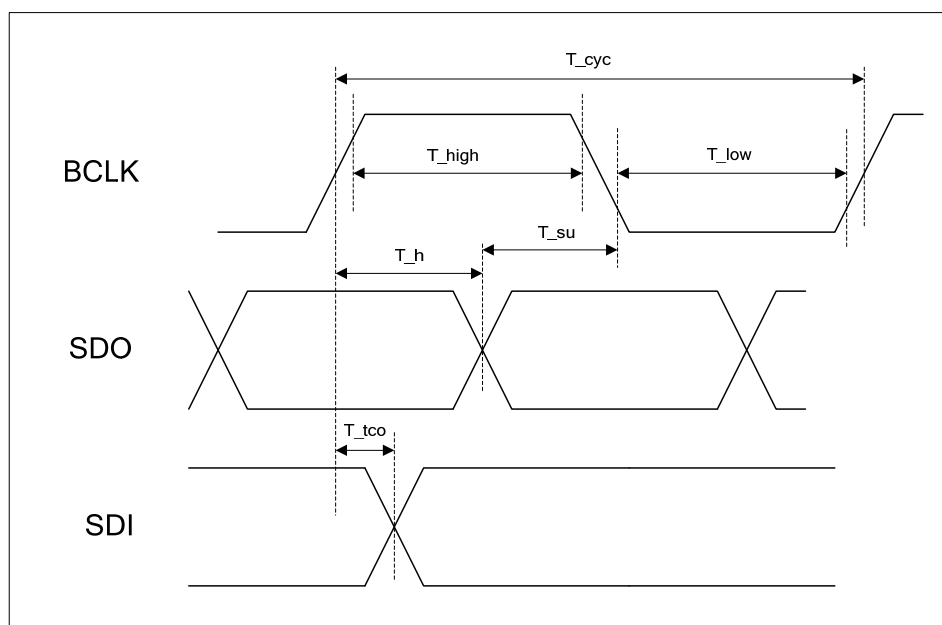 T_cyc
BCLK
T_high
T_low
T_su
T_h
SDO
T_tco
SDI